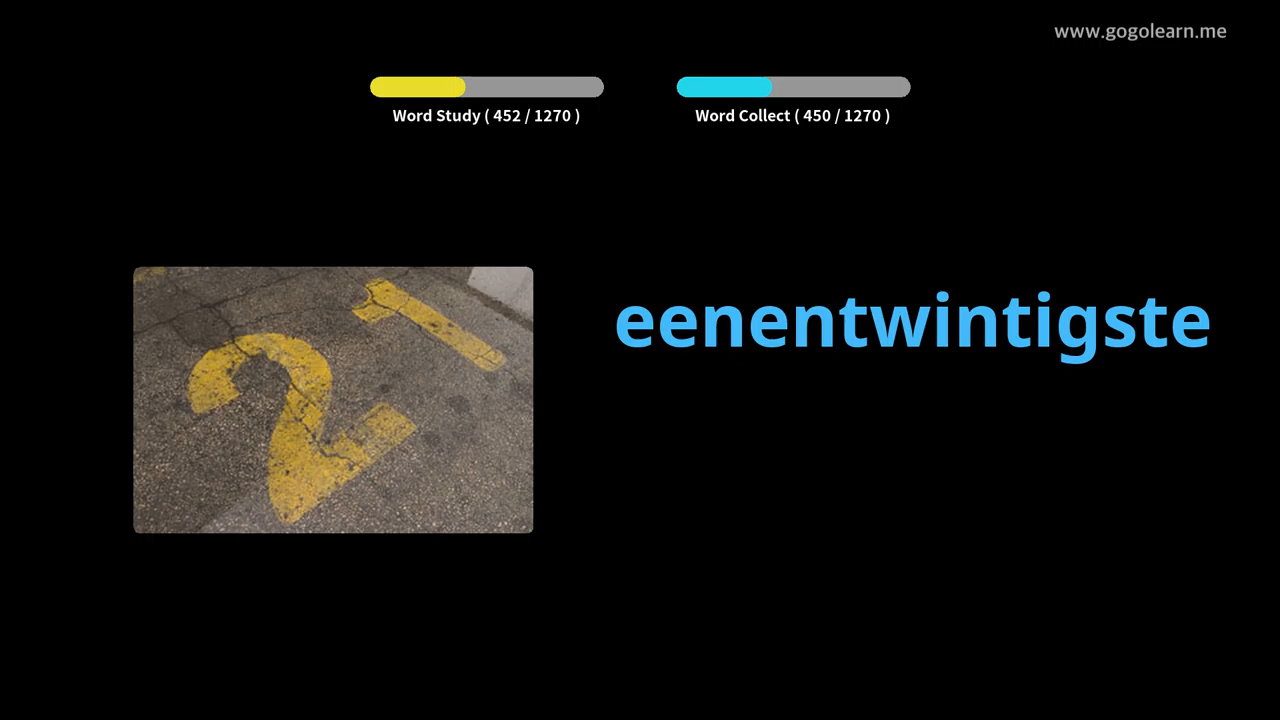 www.gogolearn.me
Word Study ( 452 / 1270 )
Word Collect ( 450 / 1270 )
21
eenentwintigste